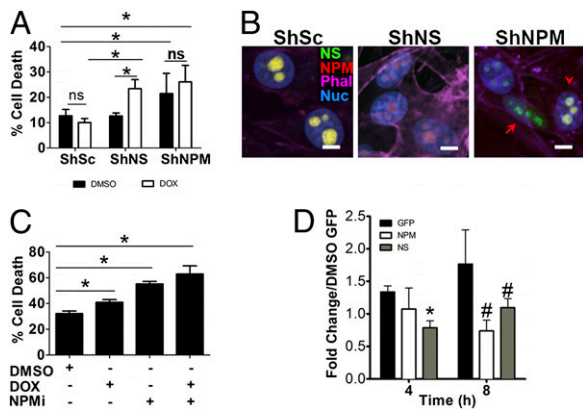 A
% Cell Death
40
30
20
10
0
*
*
*
ns
*
ns
ShSc ShNS ShNPM
DMSO DOX
B
ShSc ShNS ShNPM
NS
NPM
Phal
Nuc
C
% Cell Death
80
60
40
20
0
*
*
*
DMSO + - - -
DOX - + - +
NPMi - - + +
D
Fold Change/DMSO GFP
2.5
2.0
1.5
1.0
0.5
0.0
GFP
NPM
NS
*
#
#
4 8
Time (h)